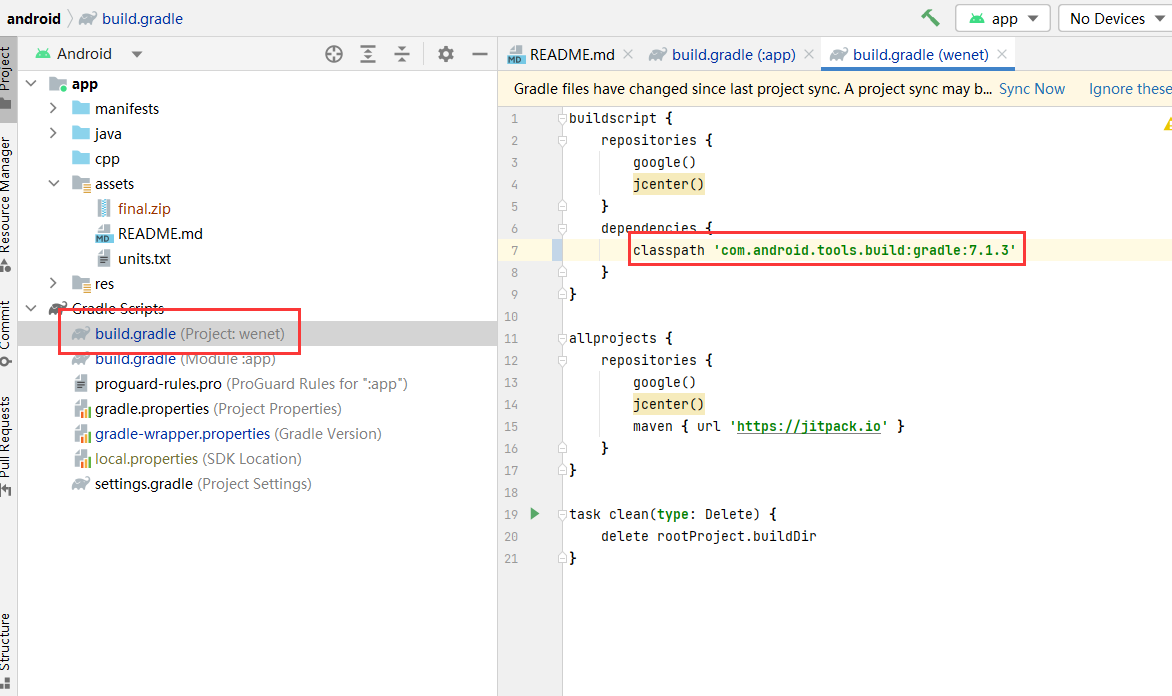 android build.gradle
app
No Devices
Project
Resource Manager
Commit
Pull Requests
Structure
Android
app
manifests
java
cpp
assets
final.zip
README.md
units.txt
res
Gradle Scripts
build.gradle (Project: wenet)
build.gradle (Module :app)
proguard-rules.pro (ProGuard Rules for ":app")
gradle.properties (Project Properties)
gradle-wrapper.properties (Gradle Version)
local.properties (SDK Location)
settings.gradle (Project Settings)
README.md
build.gradle (:app)
build.gradle (wenet)
Gradle files have changed since last project sync. A project sync may b... Sync Now Ignore these
1 buildscript {
2 repositories {
3 google()
4 jcenter()
5 }
6 dependencies {
7 classpath 'com.android.tools.build:gradle:7.1.3'
8 }
9 }
10
11 allprojects {
12 repositories {
13 google()
14 jcenter()
15 maven { url 'https://jitpack.io' }
16 }
17 }
18
19 task clean(type: Delete) {
20 delete rootProject.buildDir
21 }